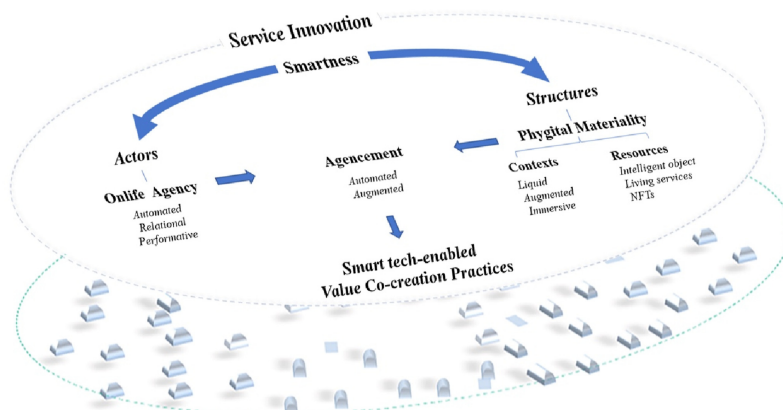 Service Innovation
Smartness
Structures
Phygital Materiality
Actors
Agencement
Contexts
Resources
Onlife Agency
Automated
Augmented
Liquid
Augmented
Immersive
Intelligent object
Living services
NFTs
Automated
Relational
Performative
Smart tech-enabled
Value Co-creation Practices